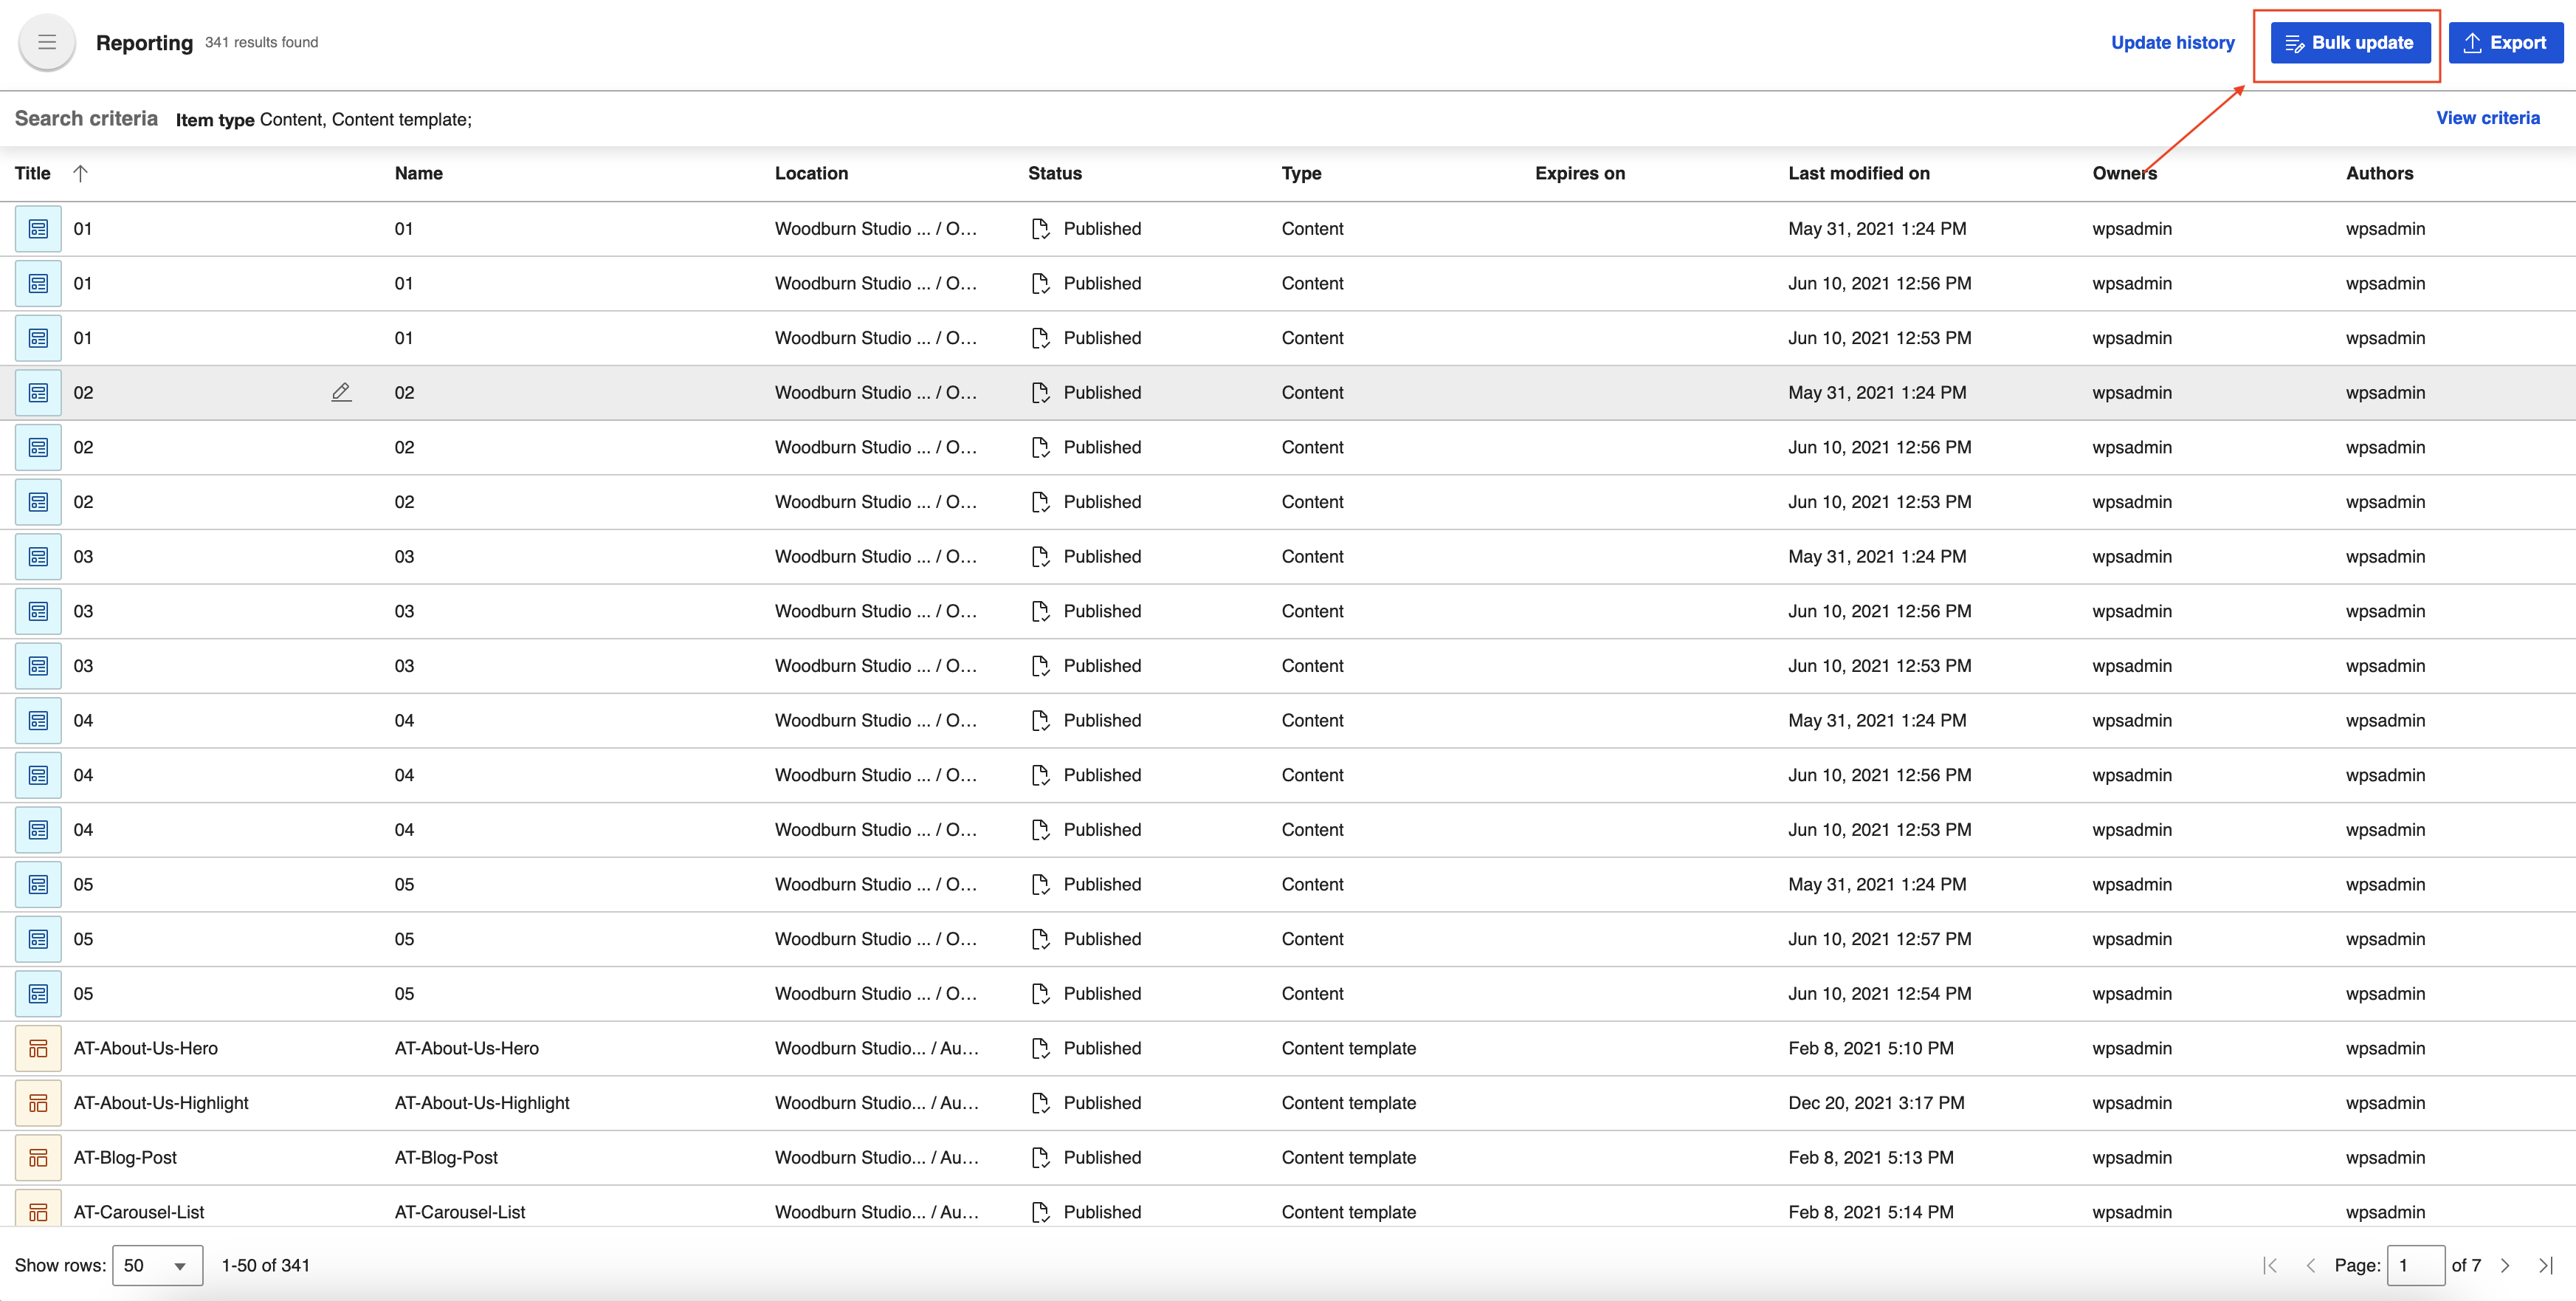 Reporting 341 results found Update history Bulk update Export
Search criteria Item type Content, Content template; View criteria
Title Name Location Status Type Expires on Last modified on Owners Authors
01 01 Woodburn Studio ... / O... Published Content May 31, 2021 1:24 PM wpsadmin wpsadmin
01 01 Woodburn Studio ... / O... Published Content Jun 10, 2021 12:56 PM wpsadmin wpsadmin
01 01 Woodburn Studio ... / O... Published Content Jun 10, 2021 12:53 PM wpsadmin wpsadmin
02 02 Woodburn Studio ... / O... Published Content May 31, 2021 1:24 PM wpsadmin wpsadmin
02 02 Woodburn Studio ... / O... Published Content Jun 10, 2021 12:56 PM wpsadmin wpsadmin
02 02 Woodburn Studio ... / O... Published Content Jun 10, 2021 12:53 PM wpsadmin wpsadmin
03 03 Woodburn Studio ... / O... Published Content May 31, 2021 1:24 PM wpsadmin wpsadmin
03 03 Woodburn Studio ... / O... Published Content Jun 10, 2021 12:56 PM wpsadmin wpsadmin
03 03 Woodburn Studio ... / O... Published Content Jun 10, 2021 12:53 PM wpsadmin wpsadmin
04 04 Woodburn Studio ... / O... Published Content May 31, 2021 1:24 PM wpsadmin wpsadmin
04 04 Woodburn Studio ... / O... Published Content Jun 10, 2021 12:56 PM wpsadmin wpsadmin
04 04 Woodburn Studio ... / O... Published Content Jun 10, 2021 12:53 PM wpsadmin wpsadmin
05 05 Woodburn Studio ... / O... Published Content May 31, 2021 1:24 PM wpsadmin wpsadmin
05 05 Woodburn Studio ... / O... Published Content Jun 10, 2021 12:57 PM wpsadmin wpsadmin
05 05 Woodburn Studio ... / O... Published Content Jun 10, 2021 12:54 PM wpsadmin wpsadmin
AT-About-Us-Hero AT-About-Us-Hero Woodburn Studio... / Au... Published Content template Feb 8, 2021 5:10 PM wpsadmin wpsadmin
AT-About-Us-Highlight AT-About-Us-Highlight Woodburn Studio... / Au... Published Content template Dec 20, 2021 3:17 PM wpsadmin wpsadmin
AT-Blog-Post AT-Blog-Post Woodburn Studio... / Au... Published Content template Feb 8, 2021 5:13 PM wpsadmin wpsadmin
AT-Carousel-List AT-Carousel-List Woodburn Studio... / Au... Published Content template Feb 8, 2021 5:14 PM wpsadmin wpsadmin
Show rows: 50 1-50 of 341 Page: 1 of 7